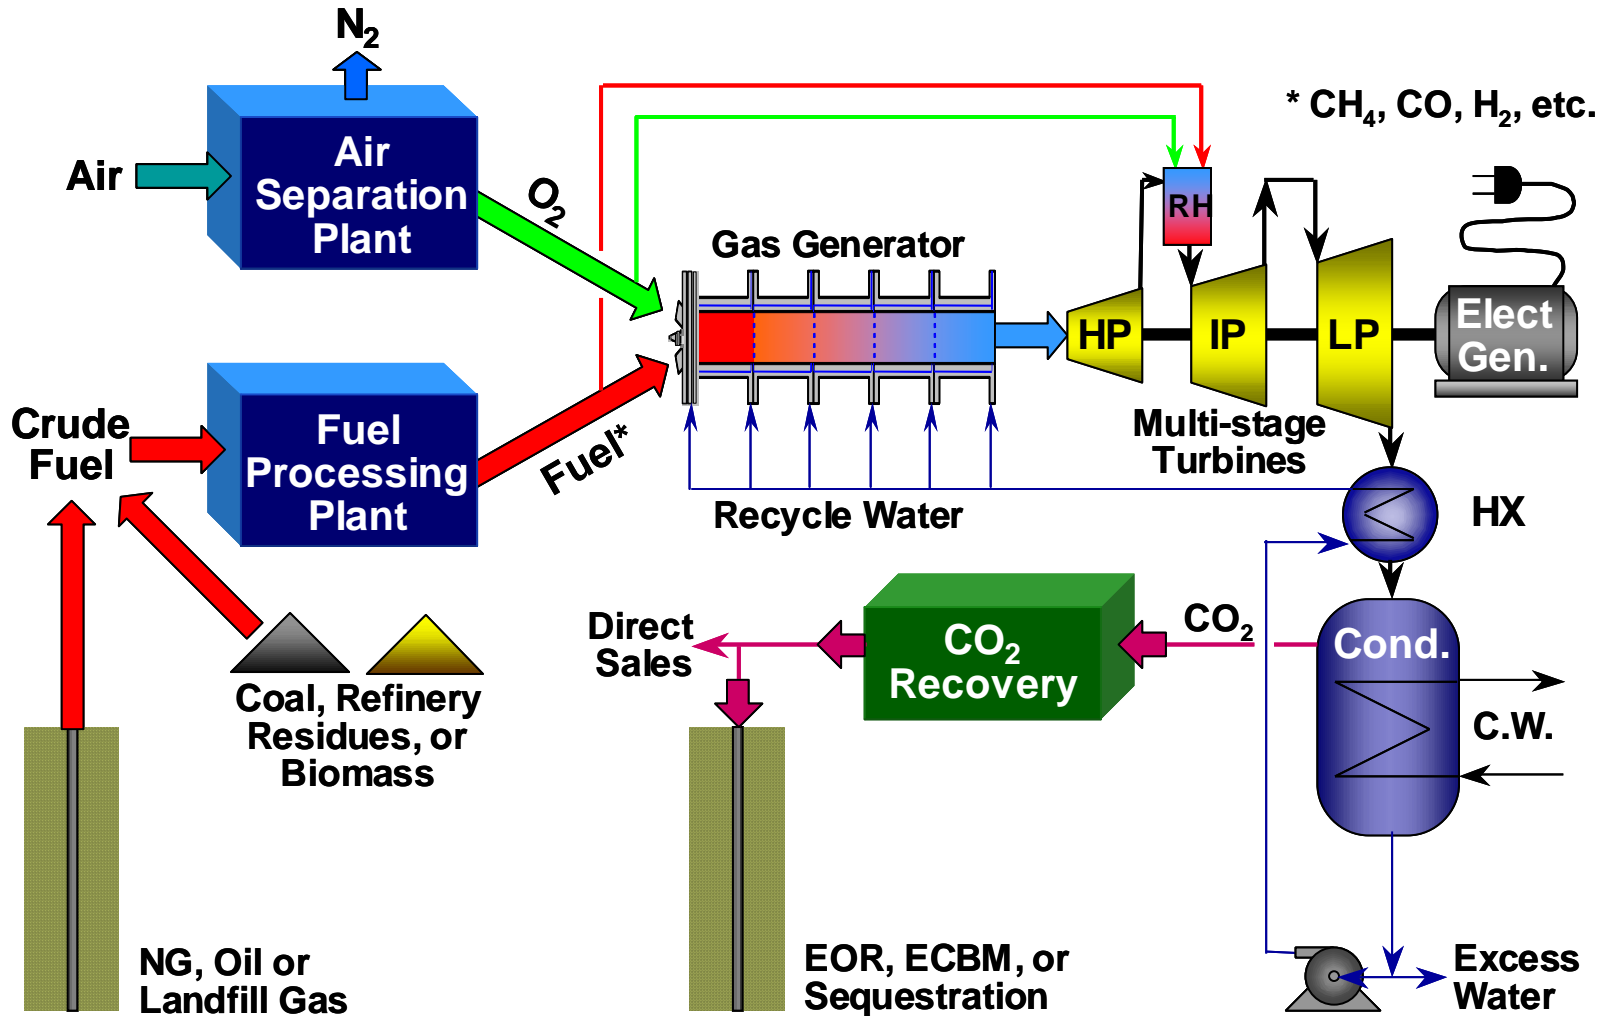 N₂
Air
Air
Separation
Plant
O₂
* CH₄, CO, H₂, etc.
RH
Gas Generator
HP
IP
LP
Elect
Gen.
Multi-stage
Turbines
Crude
Fuel
Fuel
Processing
Plant
Fuel*
Recycle Water
HX
Direct
Sales
CO₂
Recovery
CO₂
Cond.
C.W.
Coal, Refinery
Residues, or
Biomass
NG, Oil or
Landfill Gas
EOR, ECBM, or
Sequestration
Excess
Water